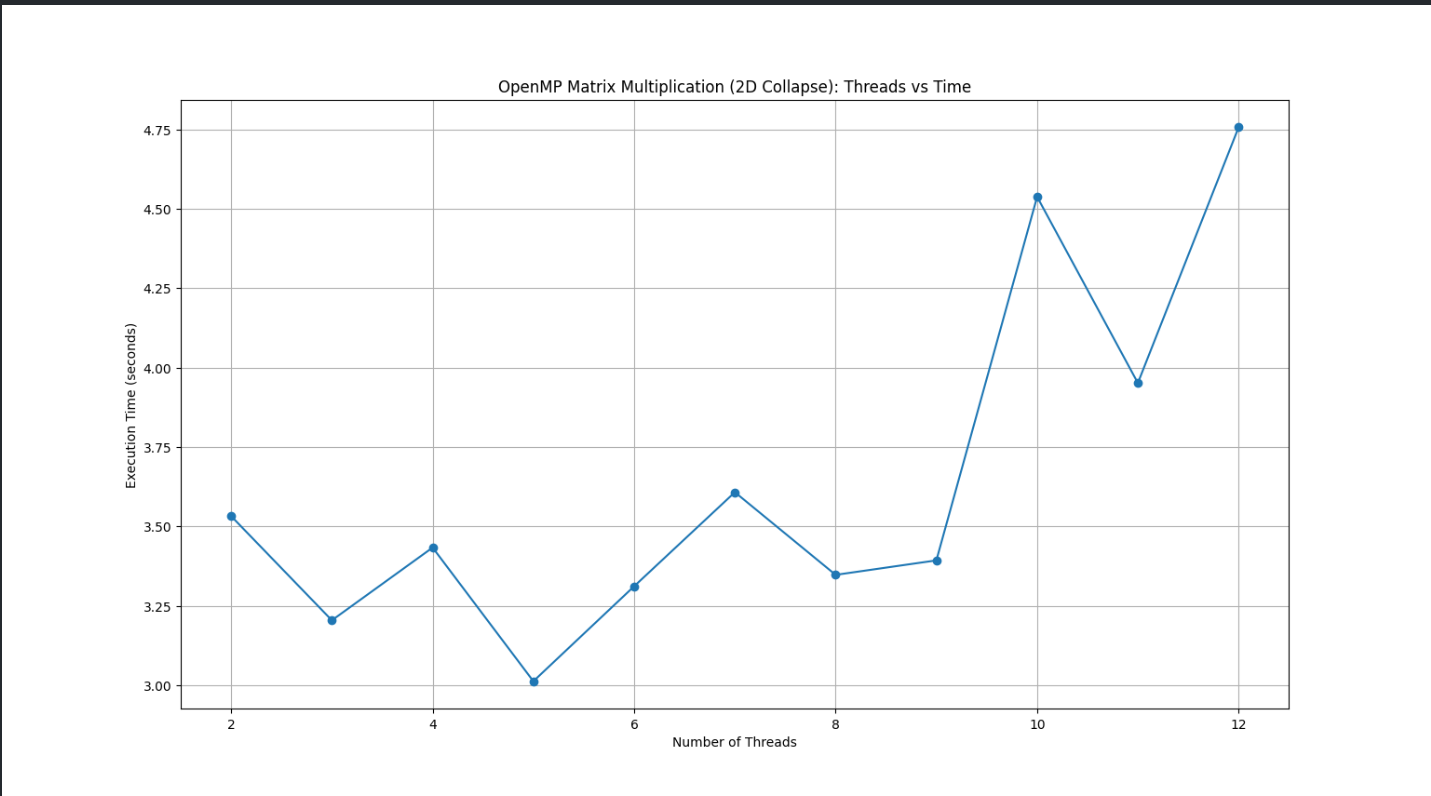 OpenMP Matrix Multiplication (2D Collapse): Threads vs Time
4.75
4.50
4.25
4.00
3.75
3.50
3.25
3.00
Execution Time (seconds)
2 4 6 8 10 12
Number of Threads